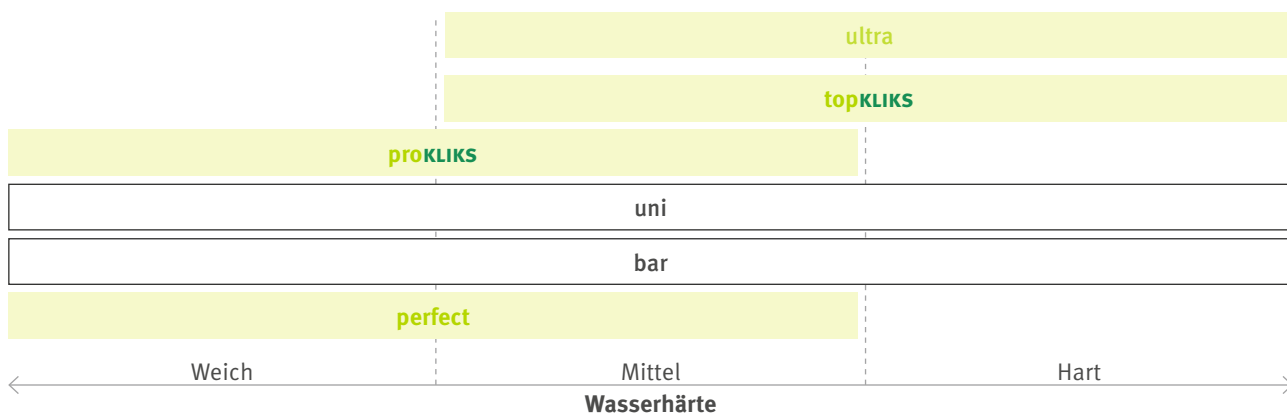 ultra
topKLIKS
proKLIKS
uni
bar
perfect
Weich Mittel Hart
Wasserhärte